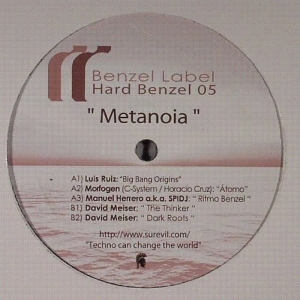 Benzel Label
Hard Benzel 05
" Metanoia "
A1) Luis Ruiz: "Big Bang Origins"
A2) Morfogen (C-System / Horacio Cruz): "Átomo"
A3) Manuel Herrero a.k.a. SPIDJ: " Ritmo Benzel "
B1) David Meiser: " The Thinker "
B2) David Meiser: " Dark Roots "
http://www.surevil.com/
"Techno can change the world"